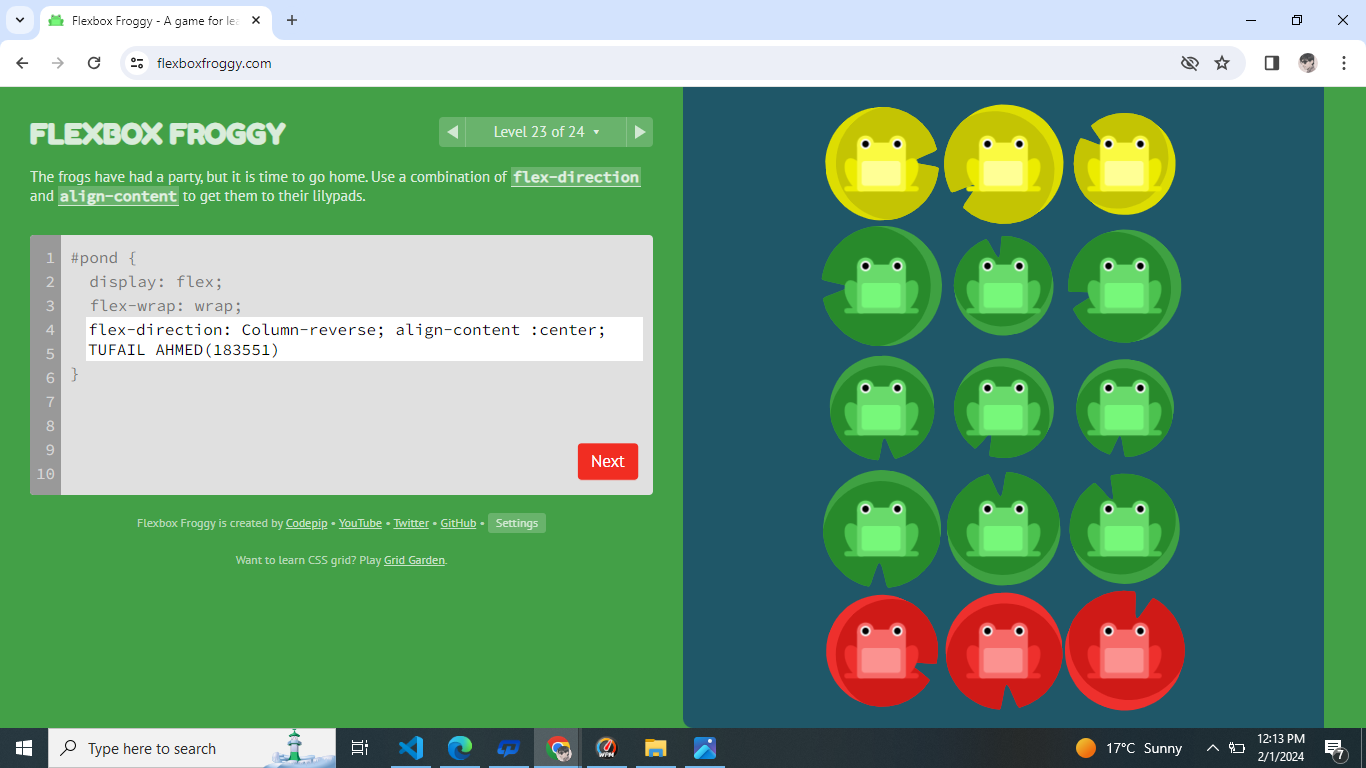 Flexbox Froggy - A game for lea
flexboxfroggy.com
FLEXBOX FROGGY
Level 23 of 24
The frogs have had a party, but it is time to go home. Use a combination of flex-direction
and align-content to get them to their lilypads.
1 #pond {
2 display: flex;
3 flex-wrap: wrap;
4 flex-direction: Column-reverse; align-content :center;
5 TUFAIL AHMED(183551)
6 }
7
8
9
10
Next
Flexbox Froggy is created by Codepip • YouTube • Twitter • GitHub • Settings
Want to learn CSS grid? Play Grid Garden.
Type here to search
WPM
17°C Sunny
12:13 PM
2/1/2024
7